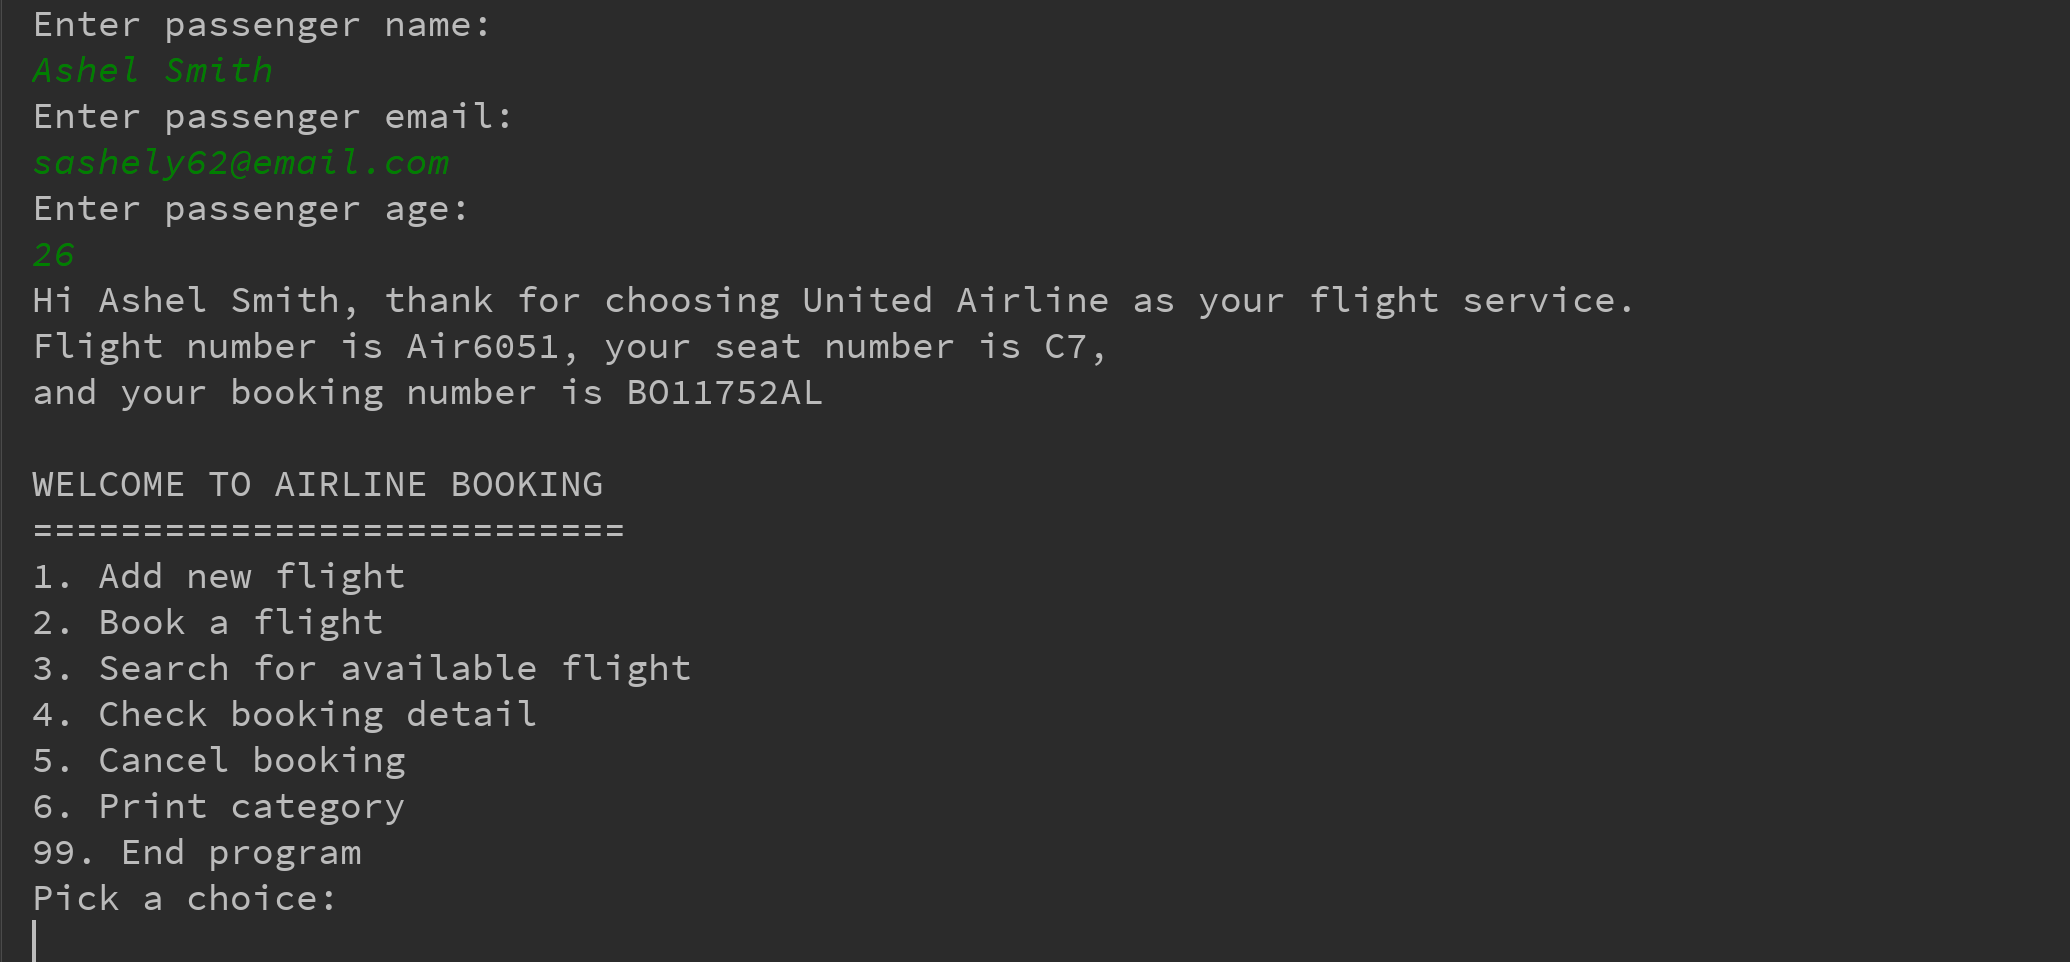 Enter passenger name:
Ashel Smith
Enter passenger email:
sashely62@email.com
Enter passenger age:
26
Hi Ashel Smith, thank for choosing United Airline as your flight service.
Flight number is Air6051, your seat number is C7,
and your booking number is BO11752AL
WELCOME TO AIRLINE BOOKING
===========================
1. Add new flight
2. Book a flight
3. Search for available flight
4. Check booking detail
5. Cancel booking
6. Print category
99. End program
Pick a choice: